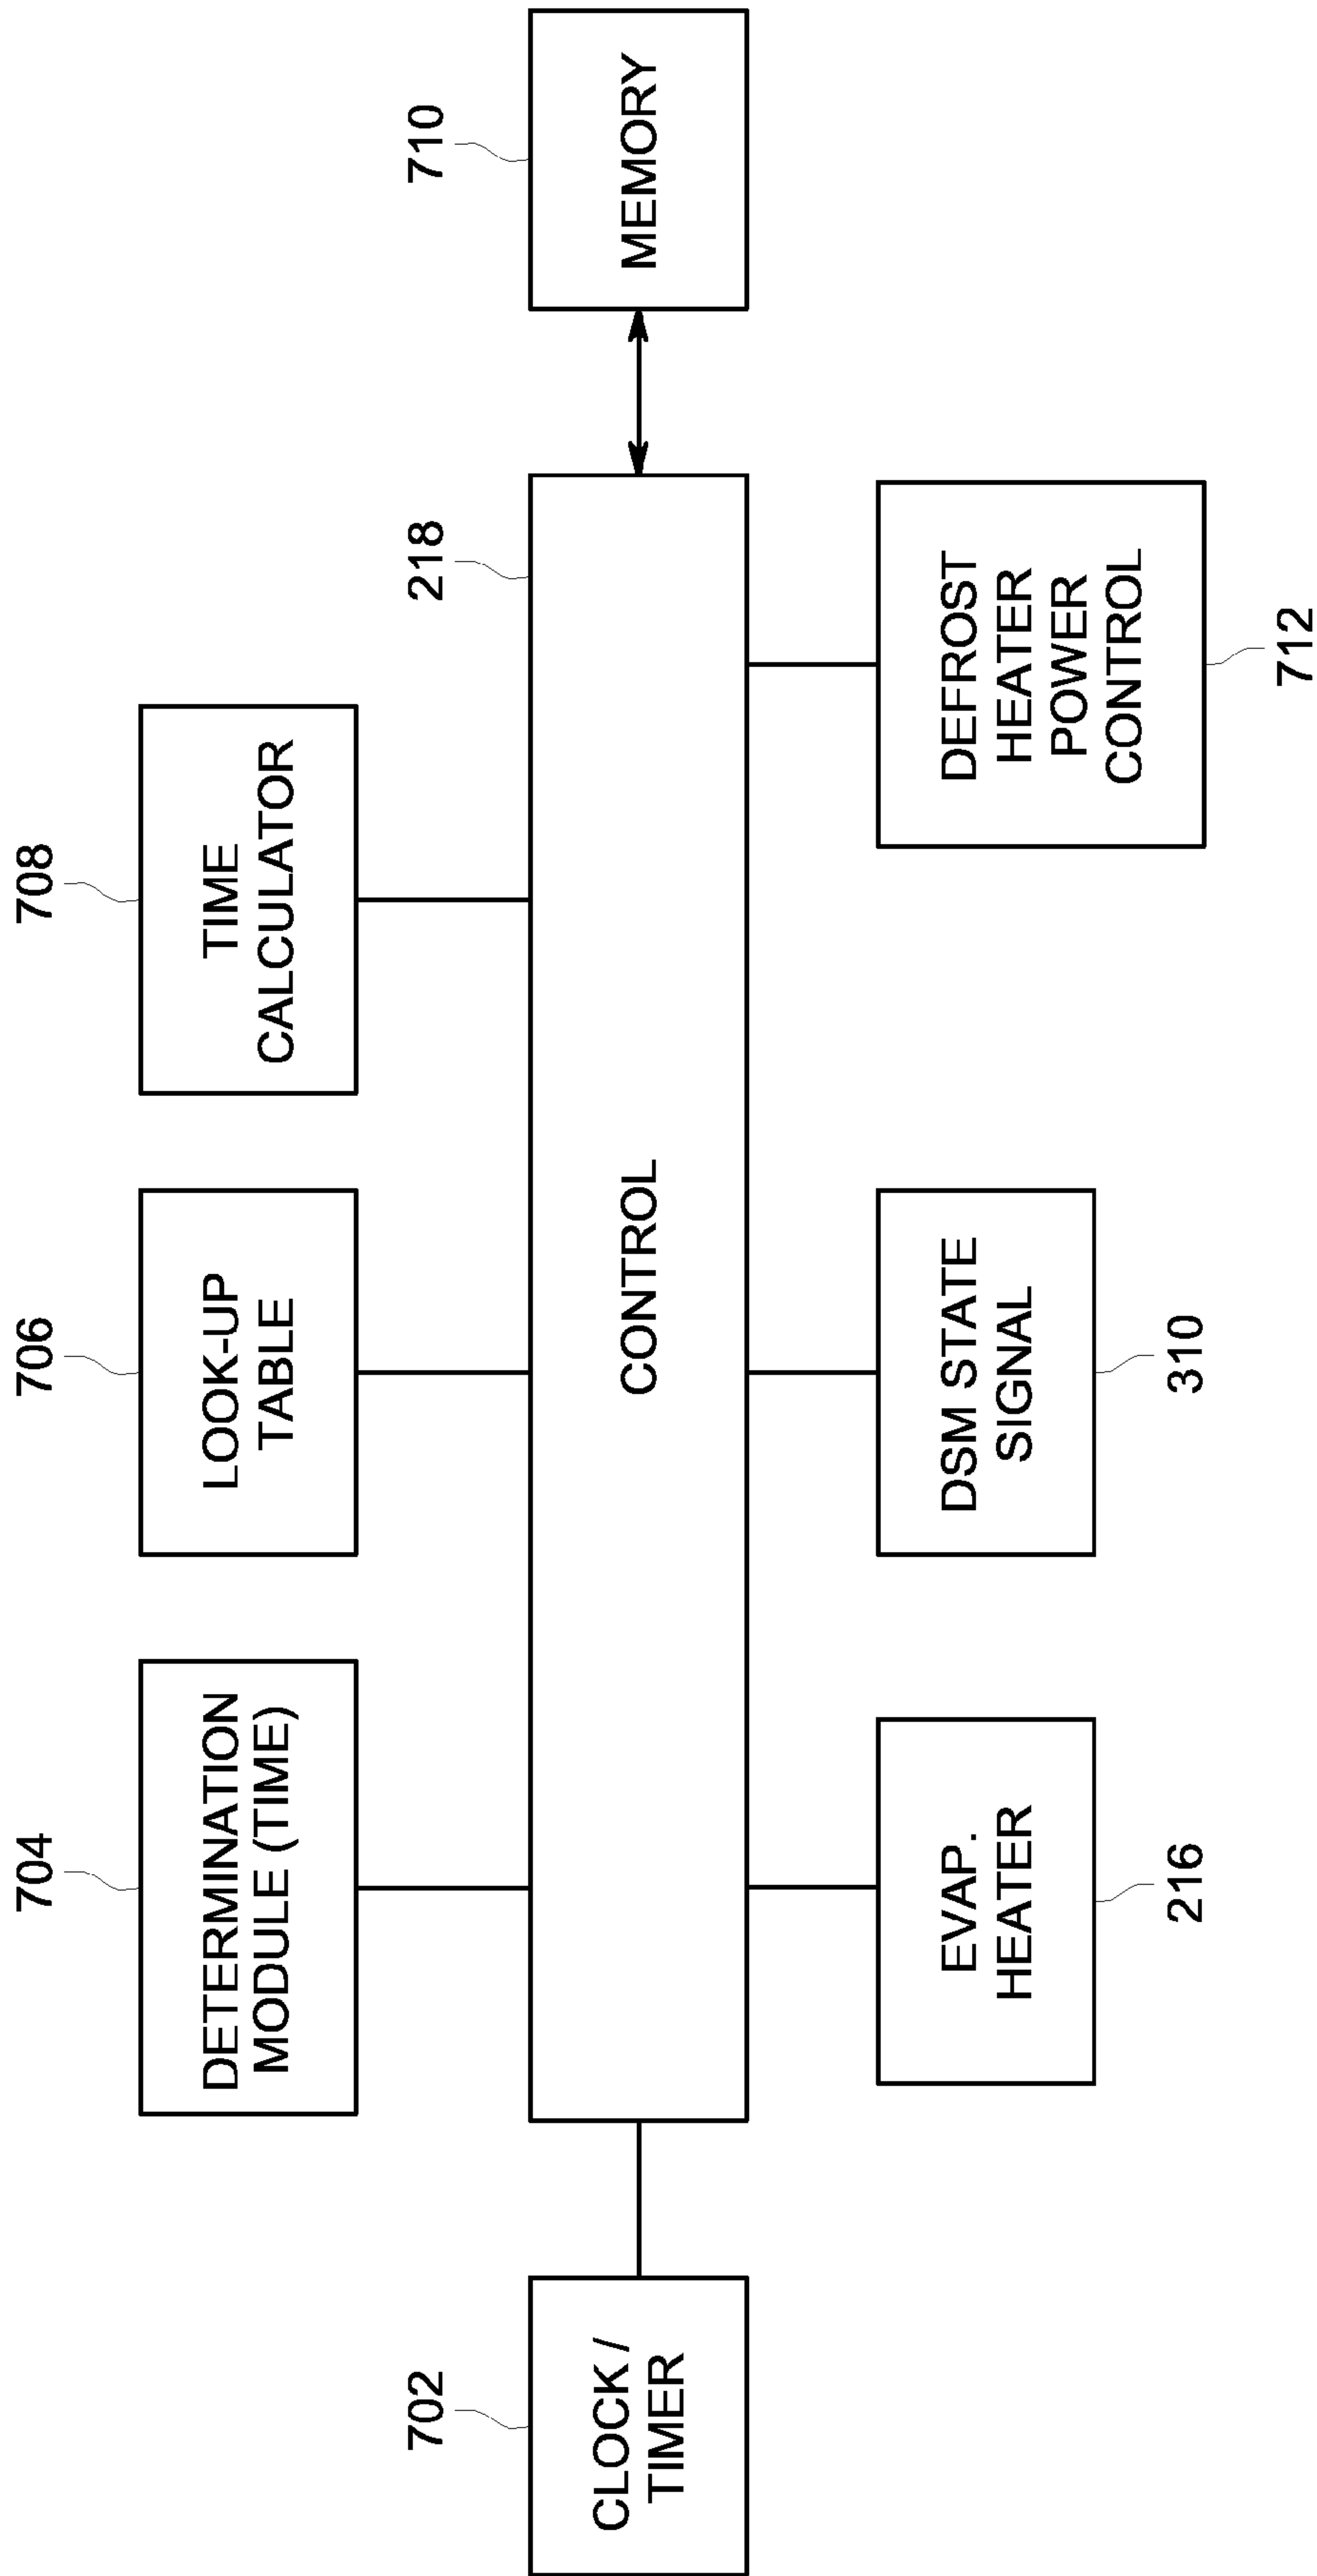 704
706
708
DETERMINATION
MODULE (TIME)
LOOK-UP
TABLE
TIME
CALCULATOR
702
218
710
CLOCK /
TIMER
CONTROL
MEMORY
EVAP.
HEATER
DSM STATE
SIGNAL
DEFROST
HEATER
POWER
CONTROL
216
310
712